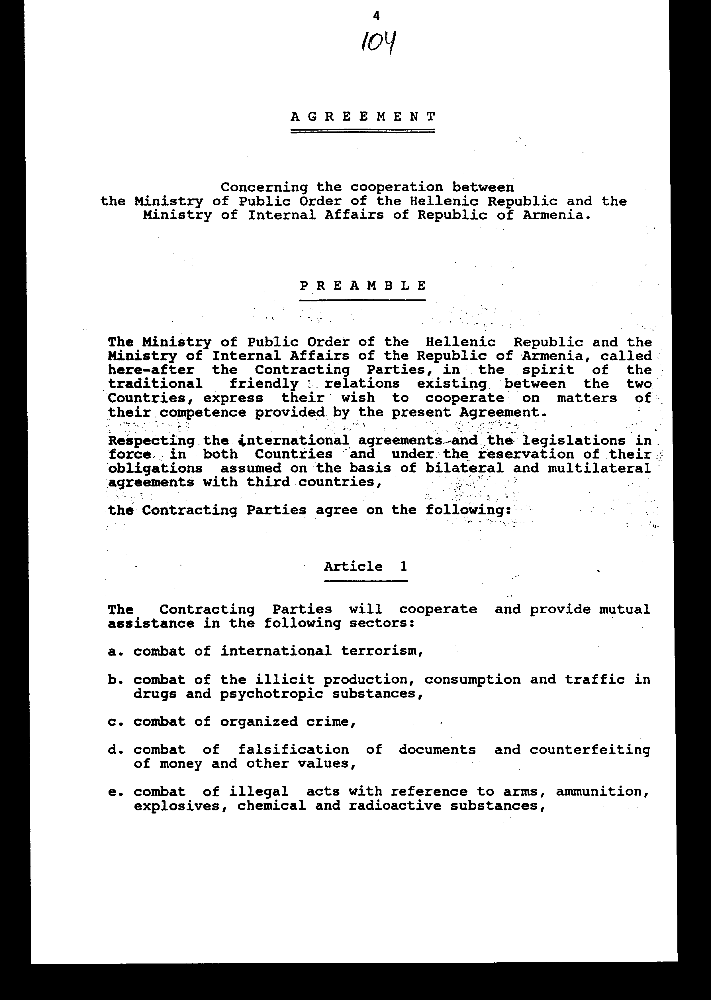 4
104
A G R E E M E N T
Concerning the cooperation between
the Ministry of Public Order of the Hellenic Republic and the
Ministry of Internal Affairs of Republic of Armenia.
P R E A M B L E
The Ministry of Public Order of the Hellenic Republic and the
Ministry of Internal Affairs of the Republic of Armenia, called
here-after the Contracting Parties, in the spirit of the
traditional friendly relations existing between the two
Countries, express their wish to cooperate on matters of
their competence provided by the present Agreement.
Respecting the international agreements and the legislations in
force in both Countries and under the reservation of their
obligations assumed on the basis of bilateral and multilateral
agreements with third countries,
the Contracting Parties agree on the following:
Article 1
The Contracting Parties will cooperate and provide mutual
assistance in the following sectors:
a. combat of international terrorism,
b. combat of the illicit production, consumption and traffic in
drugs and psychotropic substances,
c. combat of organized crime,
d. combat of falsification of documents and counterfeiting
of money and other values,
e. combat of illegal acts with reference to arms, ammunition,
explosives, chemical and radioactive substances,